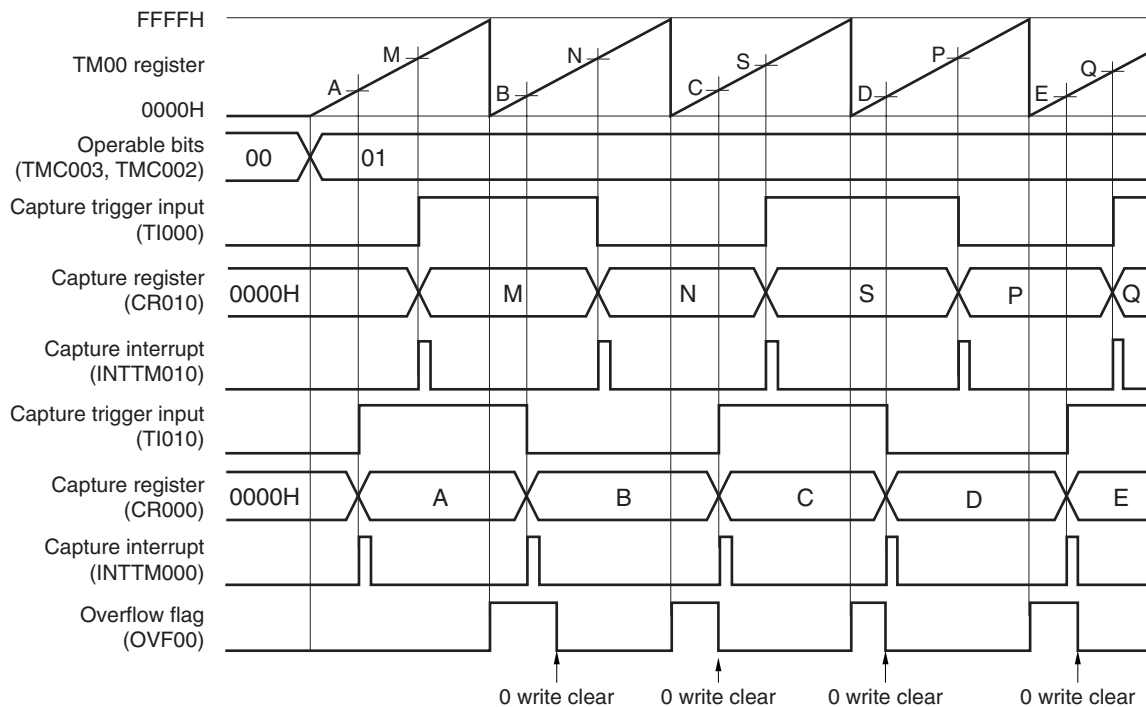 FFFFH
TM00 register
0000H
A M B N C S D P E Q
Operable bits
(TMC003, TMC002)
00 01
Capture trigger input
(TI000)
Capture register
(CR010)
0000H M N S P Q
Capture interrupt
(INTTM010)
Capture trigger input
(TI010)
Capture register
(CR000)
0000H A B C D E
Capture interrupt
(INTTM000)
Overflow flag
(OVF00)
0 write clear 0 write clear 0 write clear 0 write clear